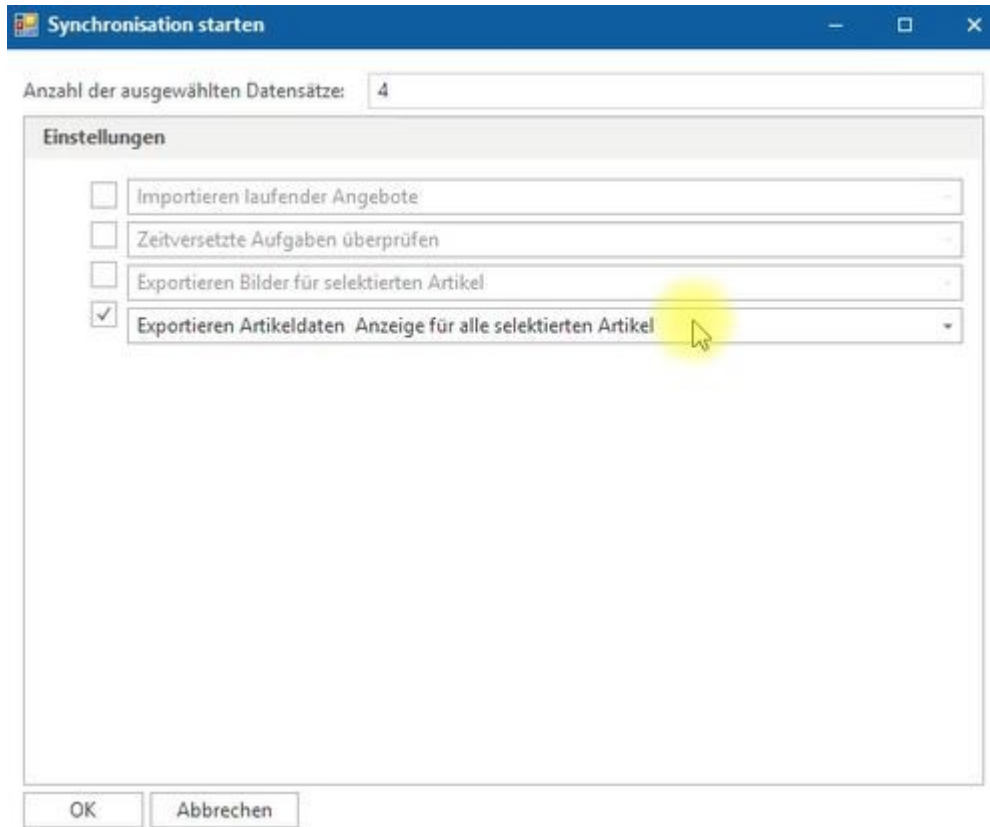 Synchronisation starten
Anzahl der ausgewählten Datensätze: 4
Einstellungen
Importieren laufender Angebote
Zeitversetzte Aufgaben überprüfen
Exportieren Bilder für selektierten Artikel
Exportieren Artikeldaten Anzeige für alle selektierten Artikel
OK Abbrechen